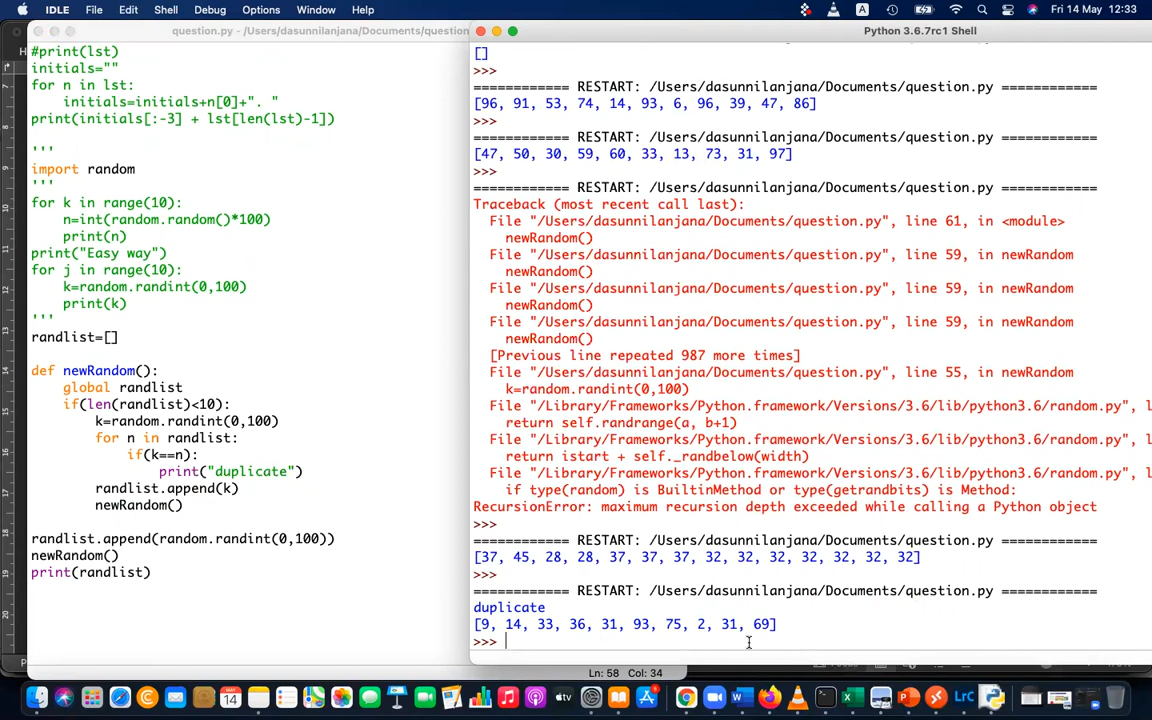 IDLE File Edit Shell Debug Options Window Help
A Fri 14 May 12:33
question.py - /Users/dasunnilanjana/Documents/question
#print(lst)
initials=""
for n in lst:
initials=initials+n[0]+". "
print(initials[:-3] + lst[len(lst)-1])
'''
import random
'''
for k in range(10):
n=int(random.random()*100)
print(n)
print("Easy way")
for j in range(10):
k=random.randint(0,100)
print(k)
'''
randlist=[]
def newRandom():
global randlist
if(len(randlist)<10):
k=random.randint(0,100)
for n in randlist:
if(k==n):
print("duplicate")
randlist.append(k)
newRandom()
randlist.append(random.randint(0,100))
newRandom()
print(randlist)
Ln: 58 Col: 34
Python 3.6.7rc1 Shell
[]
>>>
============ RESTART: /Users/dasunnilanjana/Documents/question.py ============
[96, 91, 53, 74, 14, 93, 6, 96, 39, 47, 86]
>>>
============ RESTART: /Users/dasunnilanjana/Documents/question.py ============
[47, 50, 30, 59, 60, 33, 13, 73, 31, 97]
>>>
============ RESTART: /Users/dasunnilanjana/Documents/question.py ============
Traceback (most recent call last):
File "/Users/dasunnilanjana/Documents/question.py", line 61, in <module>
newRandom()
File "/Users/dasunnilanjana/Documents/question.py", line 59, in newRandom
newRandom()
File "/Users/dasunnilanjana/Documents/question.py", line 59, in newRandom
newRandom()
File "/Users/dasunnilanjana/Documents/question.py", line 59, in newRandom
newRandom()
[Previous line repeated 987 more times]
File "/Users/dasunnilanjana/Documents/question.py", line 55, in newRandom
k=random.randint(0,100)
File "/Library/Frameworks/Python.framework/Versions/3.6/lib/python3.6/random.py", l
return self.randrange(a, b+1)
File "/Library/Frameworks/Python.framework/Versions/3.6/lib/python3.6/random.py", l
return istart + self._randbelow(width)
File "/Library/Frameworks/Python.framework/Versions/3.6/lib/python3.6/random.py", l
if type(random) is BuiltinMethod or type(getrandbits) is Method:
RecursionError: maximum recursion depth exceeded while calling a Python object
>>>
============ RESTART: /Users/dasunnilanjana/Documents/question.py ============
[37, 45, 28, 28, 37, 37, 37, 32, 32, 32, 32, 32, 32, 32]
>>>
============ RESTART: /Users/dasunnilanjana/Documents/question.py ============
duplicate
[9, 14, 33, 36, 31, 93, 75, 2, 31, 69]
>>>